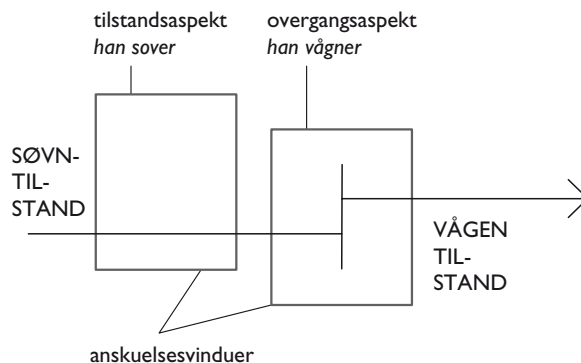 tilstandsaspekt
han sover
overgangsaspekt
han vågner
SØVN-
TIL-
STAND
VÅGEN
TIL-
STAND
anskuelsesvinduer